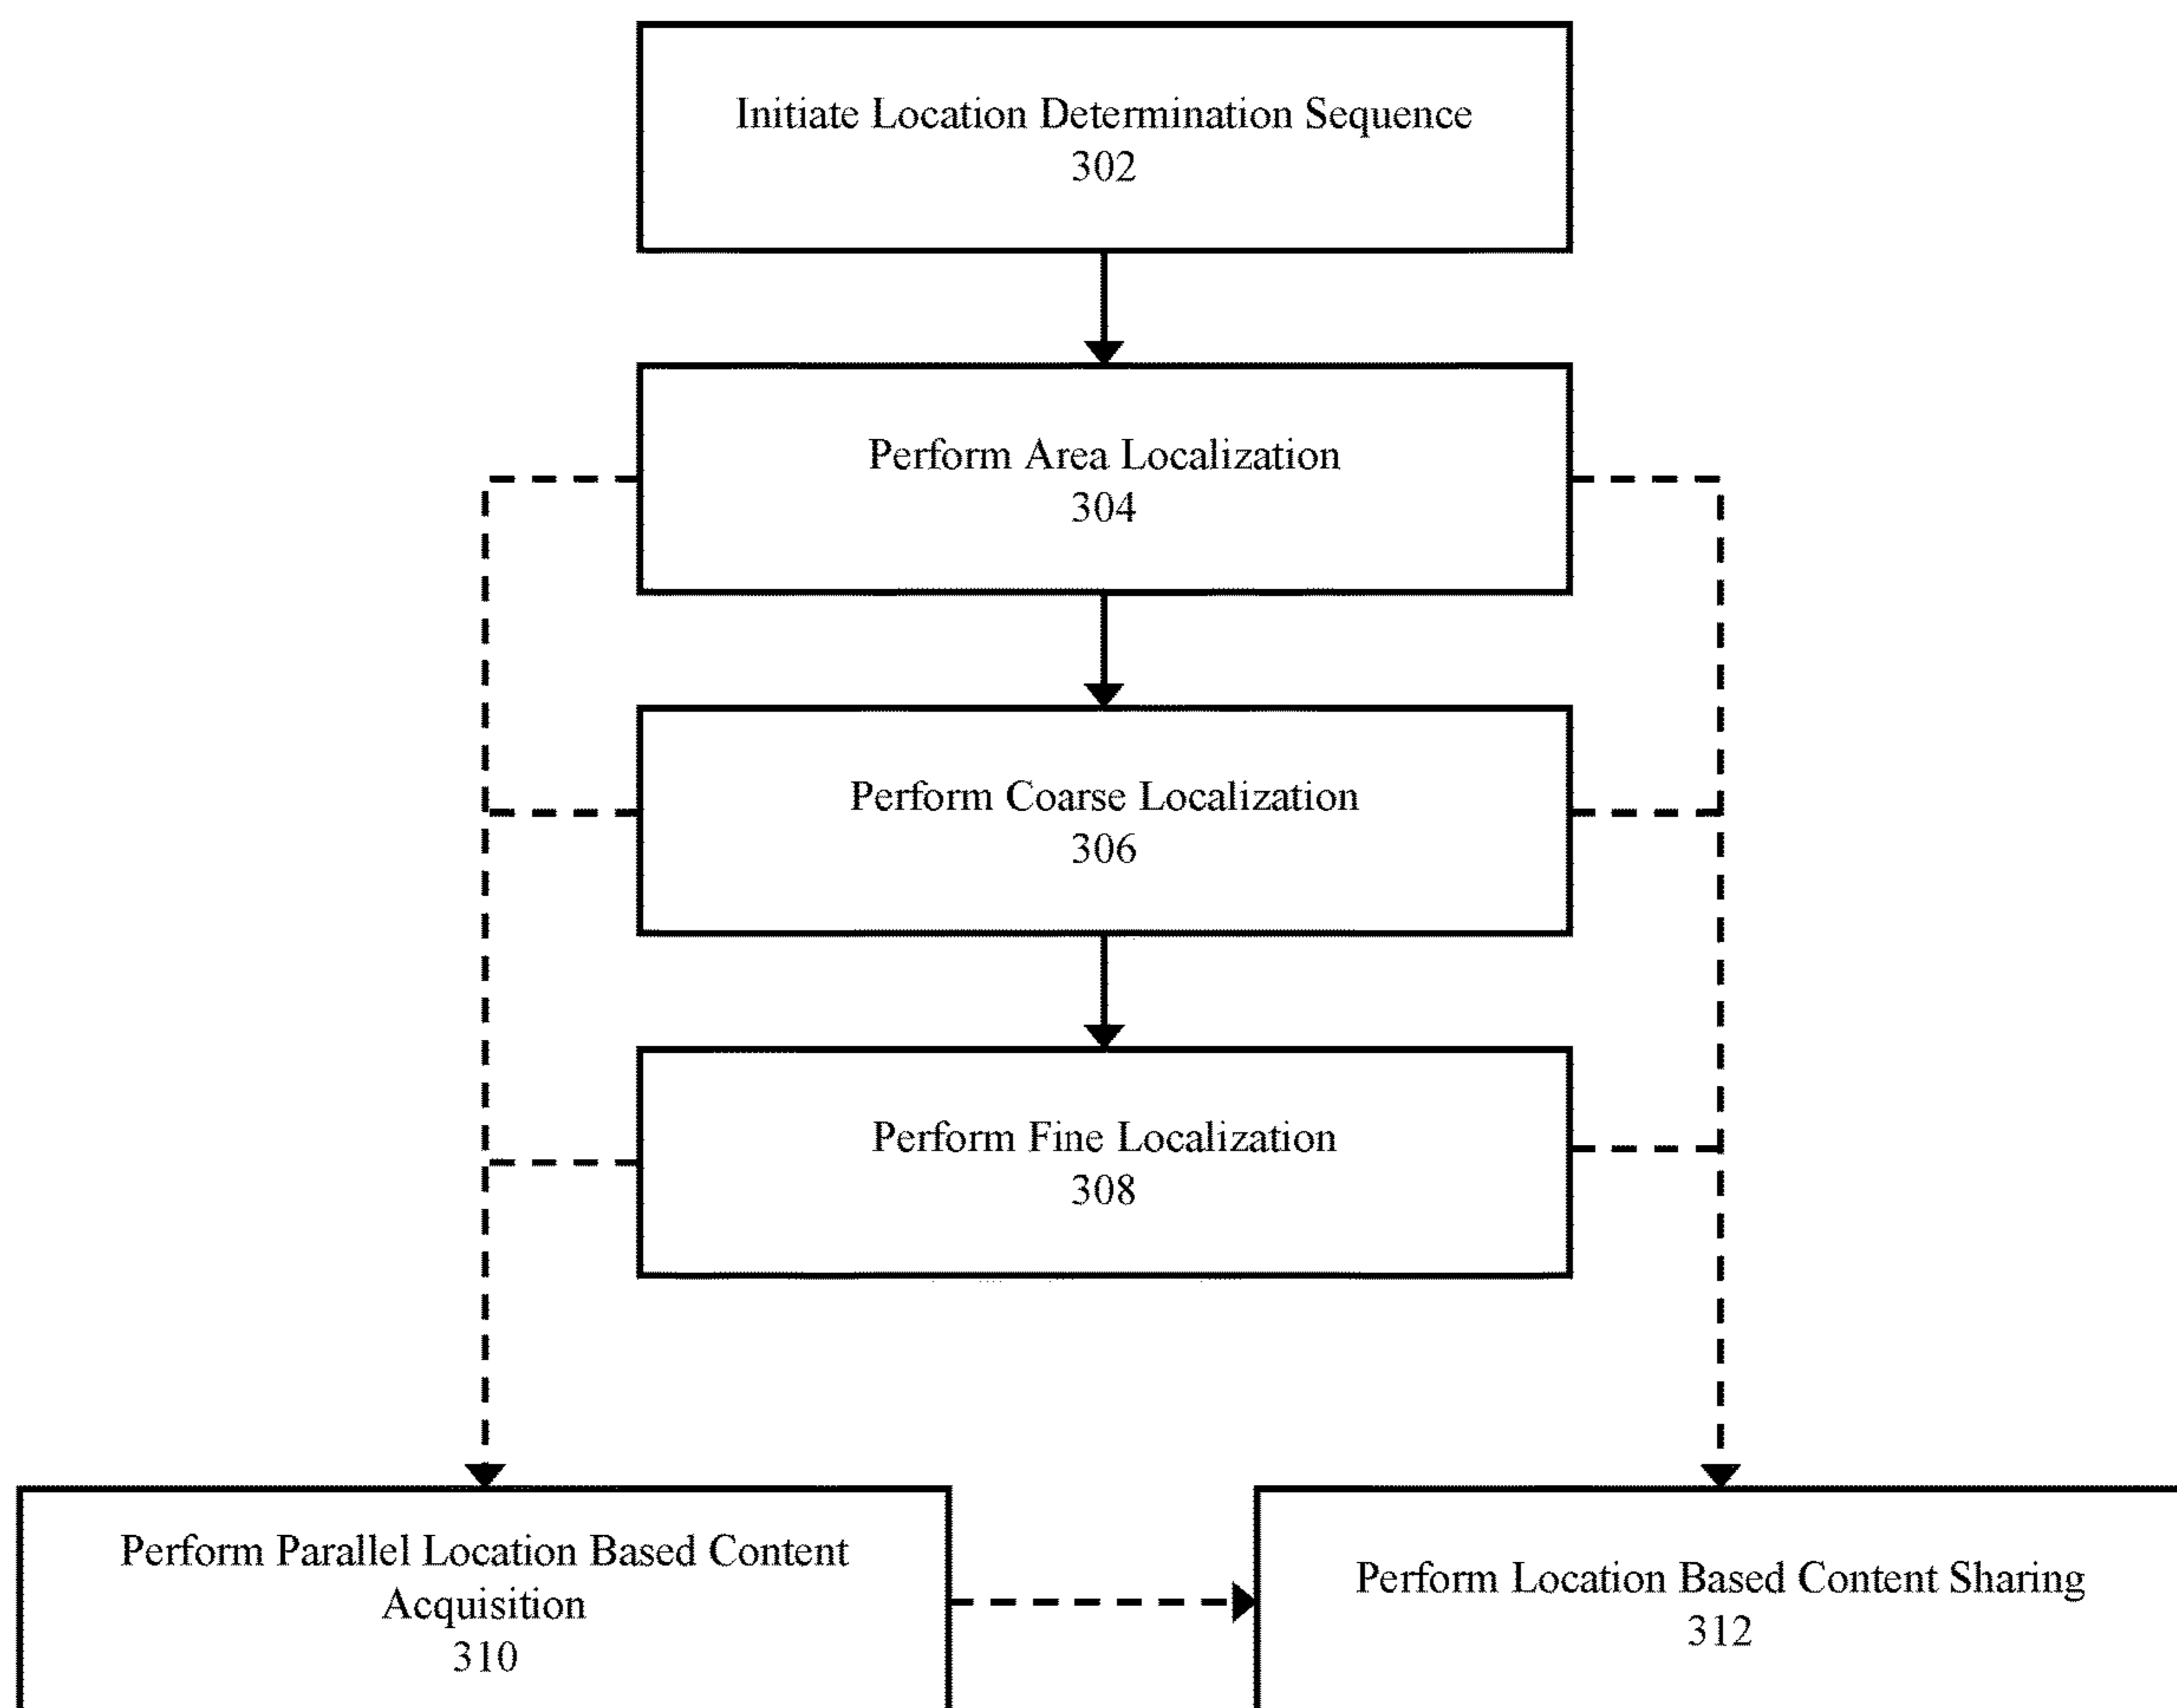 Initiate Location Determination Sequence
302
Perform Area Localization
304
Perform Coarse Localization
306
Perform Fine Localization
308
Perform Parallel Location Based Content
Acquisition
310
Perform Location Based Content Sharing
312